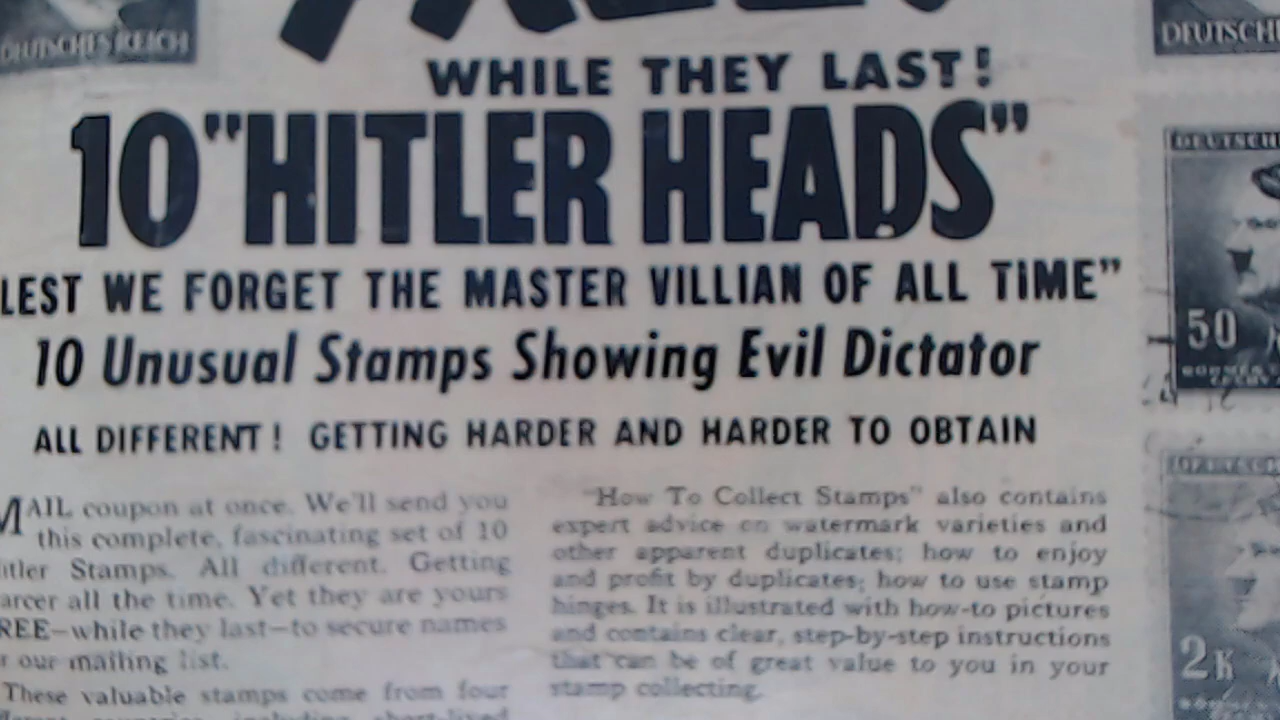 DEUTSCHES REICH
WHILE THEY LAST!
10 "HITLER HEADS"
LEST WE FORGET THE MASTER VILLIAN OF ALL TIME"
10 Unusual Stamps Showing Evil Dictator
ALL DIFFERENT! GETTING HARDER AND HARDER TO OBTAIN
MAIL coupon at once. We'll send you
this complete, fascinating set of 10
itler Stamps. All different. Getting
arcer all the time. Yet they are yours
REE—while they last—to secure names
r our mailing list.
These valuable stamps come from four
"How To Collect Stamps" also contains
expert advice on watermark varieties and
other apparent duplicates; how to enjoy
and profit by duplicates; how to use stamp
hinges. It is illustrated with how-to pictures
and contains clear, step-by-step instructions
that can be of great value to you in your
stamp collecting.
DEUTSCHE
DEUTSCH
50
2K